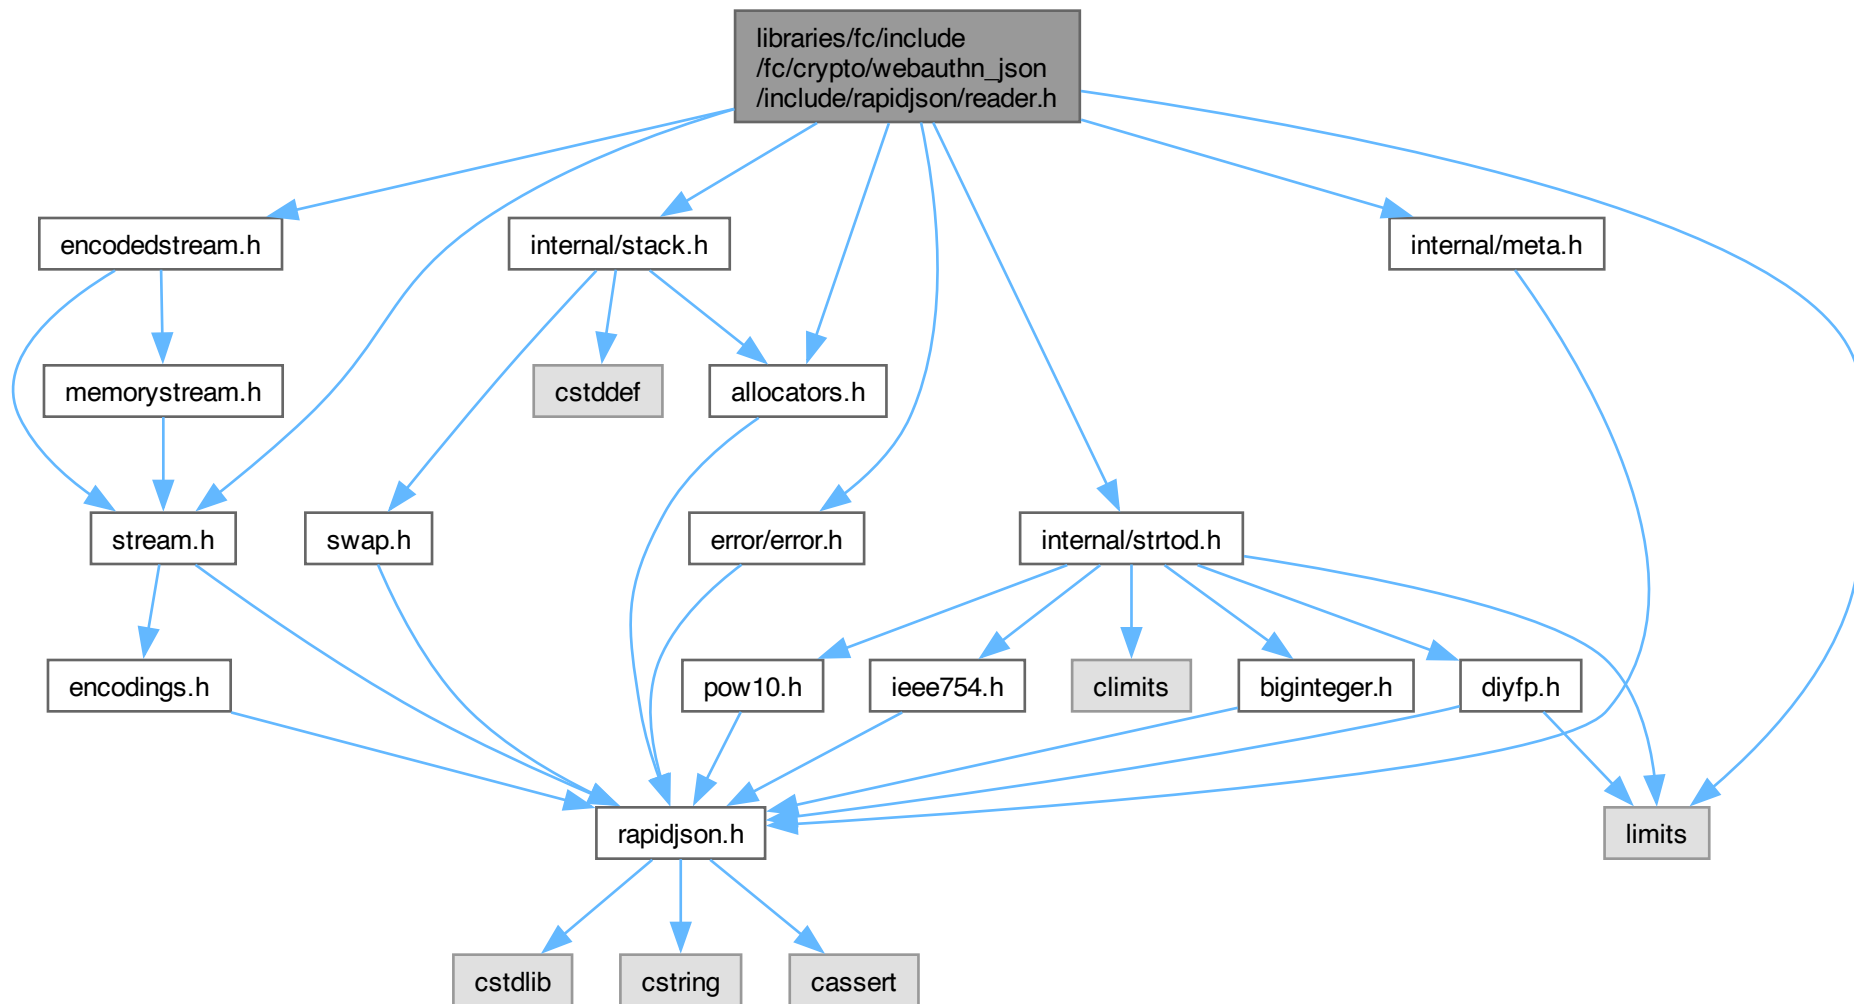 libraries/fc/include
/fc/crypto/webauthn_json
/include/rapidjson/reader.h
encodedstream.h
internal/stack.h
internal/meta.h
memorystream.h
cstddef
allocators.h
stream.h
swap.h
error/error.h
internal/strtod.h
encodings.h
pow10.h
ieee754.h
climits
biginteger.h
diyfp.h
rapidjson.h
limits
cstdlib
cstring
cassert